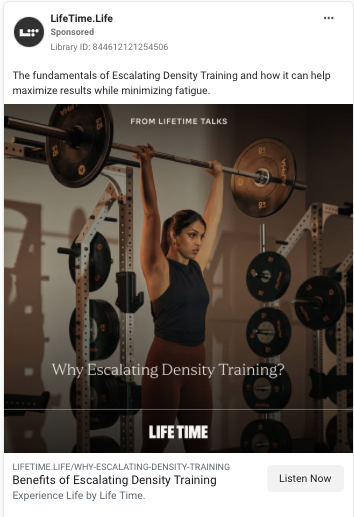 LifeTime.Life
Sponsored
Library ID: 844612121254506
The fundamentals of Escalating Density Training and how it can help
maximize results while minimizing fatigue.
FROM LIFETIME TALKS
Why Escalating Density Training?
LIFE TIME
LIFETIME.LIFE/WHY-ESCALATING-DENSITY-TRAINING
Benefits of Escalating Density Training
Experience Life by Life Time.
Listen Now